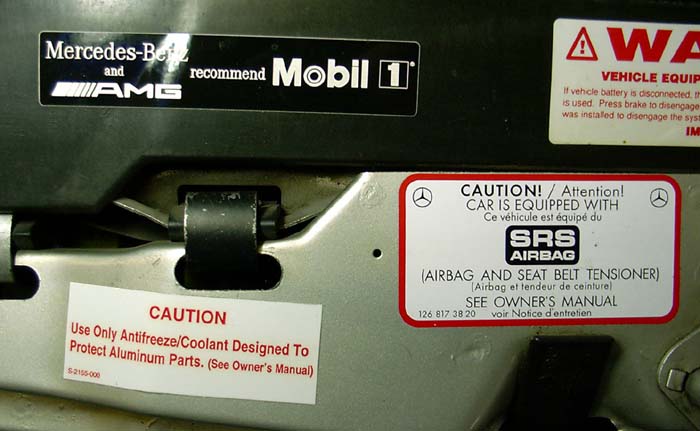 Mercedes-Benz
and
AMG
recommend Mobil 1
WA
VEHICLE EQUIP
If vehicle battery is disconnected, th
is used. Press brake to disengage
was installed to disengage the sys
IM
CAUTION! / Attention!
CAR IS EQUIPPED WITH
Ce véhicule est équipé du
SRS
AIRBAG
(AIRBAG AND SEAT BELT TENSIONER)
(Airbag et tendeur de ceinture)
SEE OWNER'S MANUAL
126 817 38 20 voir Notice d'entretien
CAUTION
Use Only Antifreeze/Coolant Designed To
Protect Aluminum Parts. (See Owner's Manual)
S-2155-006